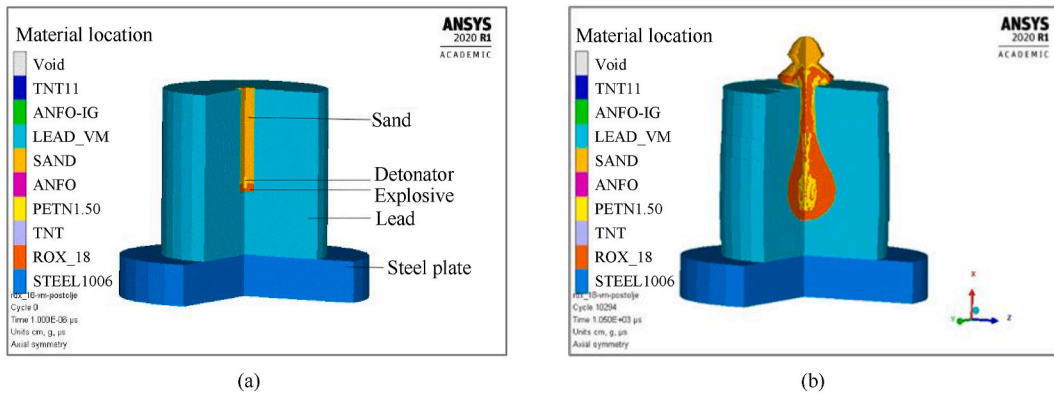 ANSYS
2020 R1
ACADEMIC
Material location
Void
TNT11
ANFO-IG
LEAD_VM
SAND
ANFO
PETN1.50
TNT
ROX_18
STEEL1006
Sand
Detonator
Explosive
Lead
Steel plate
Cycle 0
Time 1.000E-06 µs
Units cm, g, µs
Axial symmetry
(a)
ANSYS
2020 R1
ACADEMIC
Material location
Void
TNT11
ANFO-IG
LEAD_VM
SAND
ANFO
PETN1.50
TNT
ROX_18
STEEL1006
Cycle 10294
Time 1.050E+03 µs
Units cm, g, µs
Axial symmetry
X
Y
Z
(b)